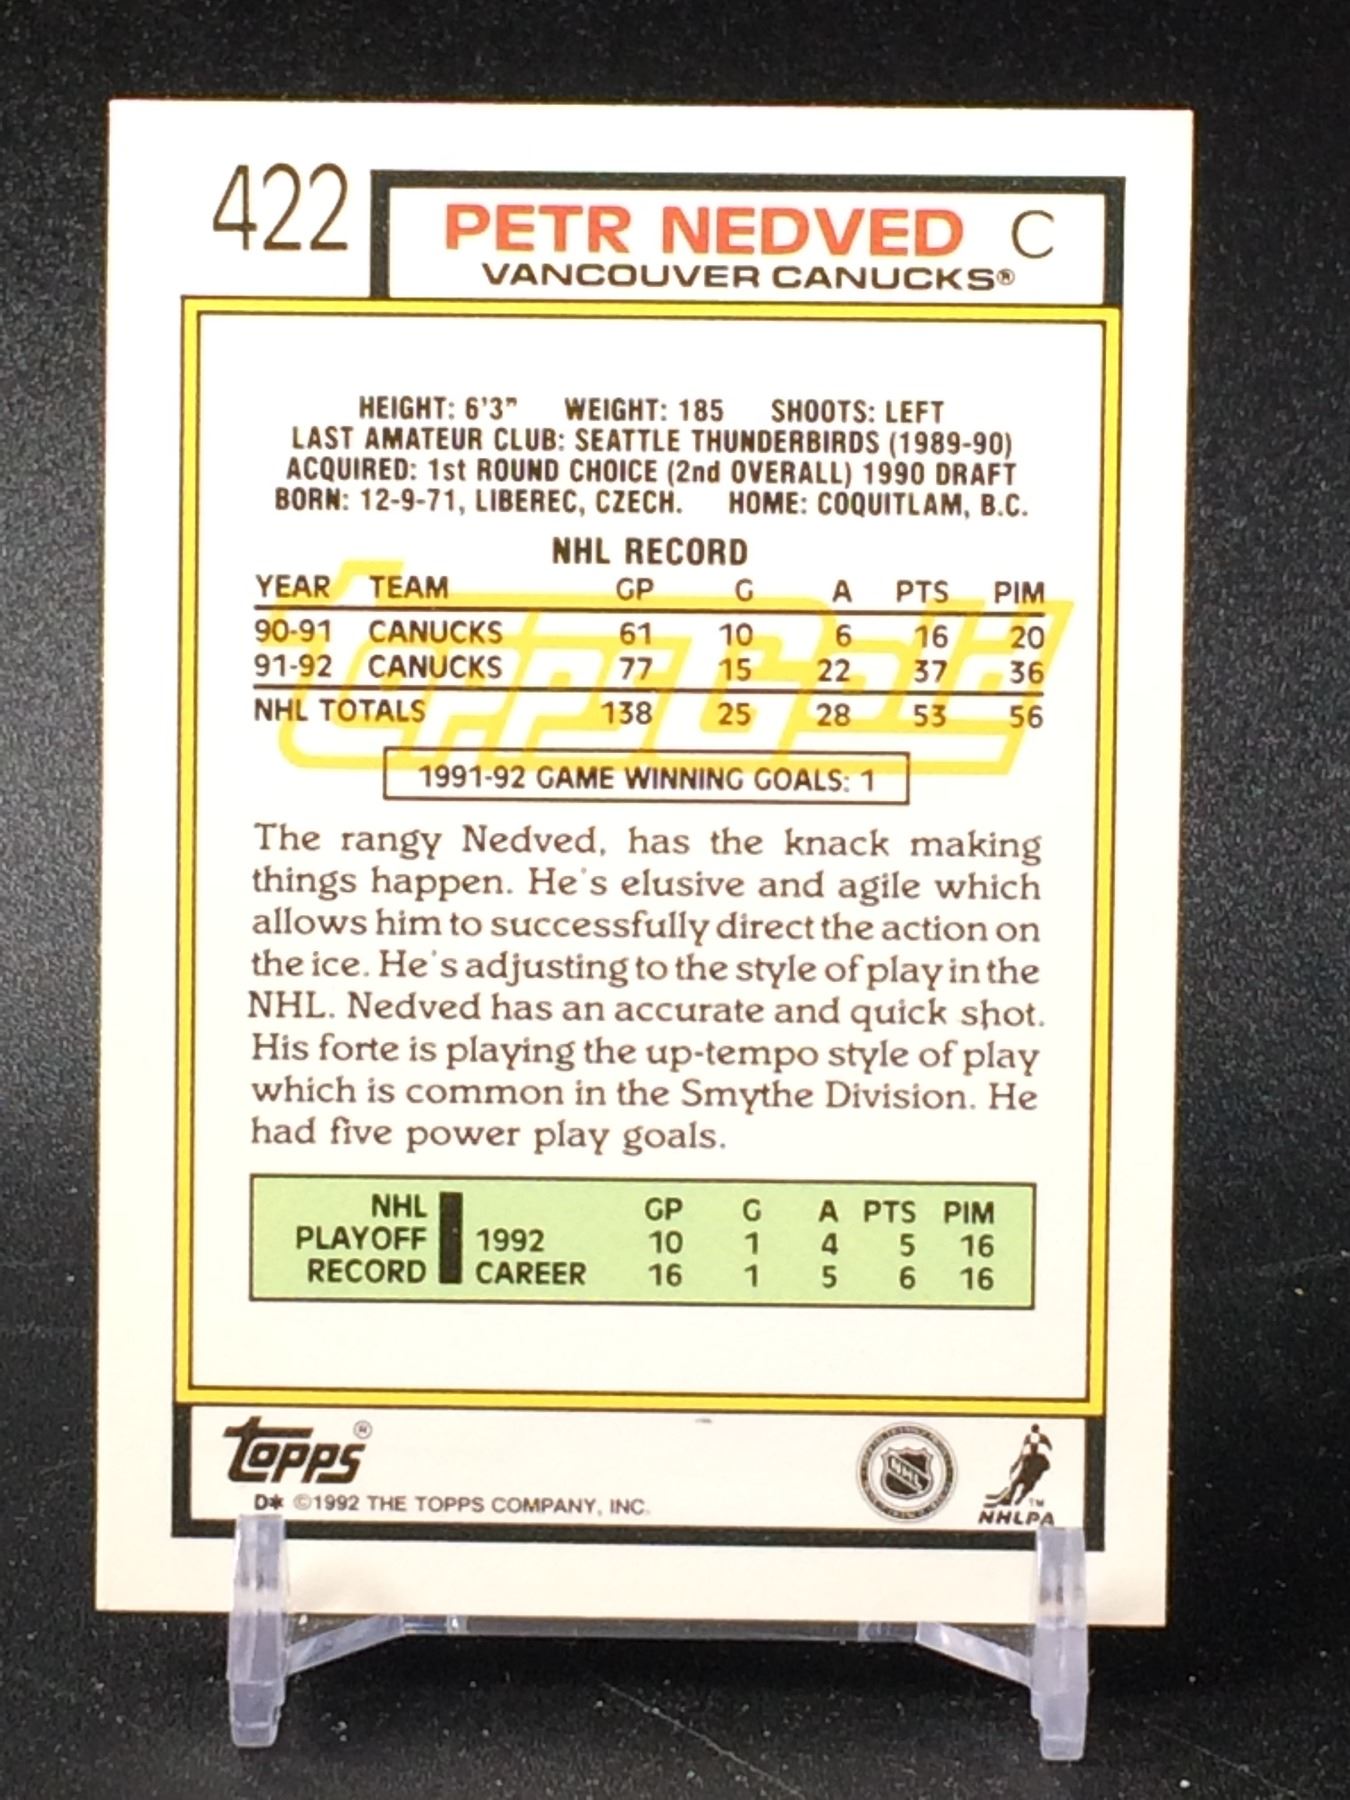 422
PETR NEDVED C
VANCOUVER CANUCKS®
HEIGHT: 6'3" WEIGHT: 185 SHOOTS: LEFT
LAST AMATEUR CLUB: SEATTLE THUNDERBIRDS (1989-90)
ACQUIRED: 1st ROUND CHOICE (2nd OVERALL) 1990 DRAFT
BORN: 12-9-71, LIBEREC, CZECH. HOME: COQUITLAM, B.C.
NHL RECORD
YEAR TEAM GP G A PTS PIM
90-91 CANUCKS 61 10 6 16 20
91-92 CANUCKS 77 15 22 37 36
NHL TOTALS 138 25 28 53 56
Topps Gold
1991-92 GAME WINNING GOALS: 1
The rangy Nedved, has the knack making
things happen. He's elusive and agile which
allows him to successfully direct the action on
the ice. He's adjusting to the style of play in the
NHL. Nedved has an accurate and quick shot.
His forte is playing the up-tempo style of play
which is common in the Smythe Division. He
had five power play goals.
NHL GP G A PTS PIM
PLAYOFF 1992 10 1 4 5 16
RECORD CAREER 16 1 5 6 16
topps®
D* ©1992 THE TOPPS COMPANY, INC.
NHL
TM
NHLPA